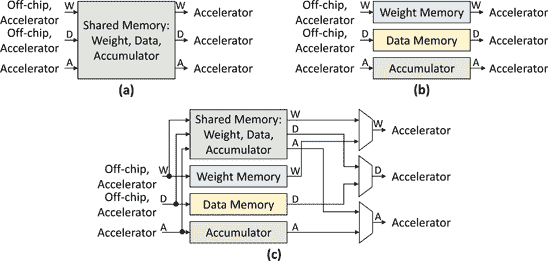 Off-chip, Accelerator
W
Off-chip, Accelerator
D
Accelerator
A
Shared Memory:
Weight, Data,
Accumulator
W
Accelerator
D
Accelerator
A
Accelerator
(a)
Off-chip,
Accelerator
W
Off-chip,
Accelerator
D
Accelerator
A
Weight Memory
Data Memory
Accumulator
W
Accelerator
D
Accelerator
A
Accelerator
(b)
Off-chip,
Accelerator
W
Off-chip,
Accelerator
D
Accelerator
A
Shared Memory:
Weight, Data,
Accumulator
W
D
A
Weight Memory
W
Data Memory
D
Accumulator
A
W
Accelerator
D
Accelerator
A
Accelerator
(c)